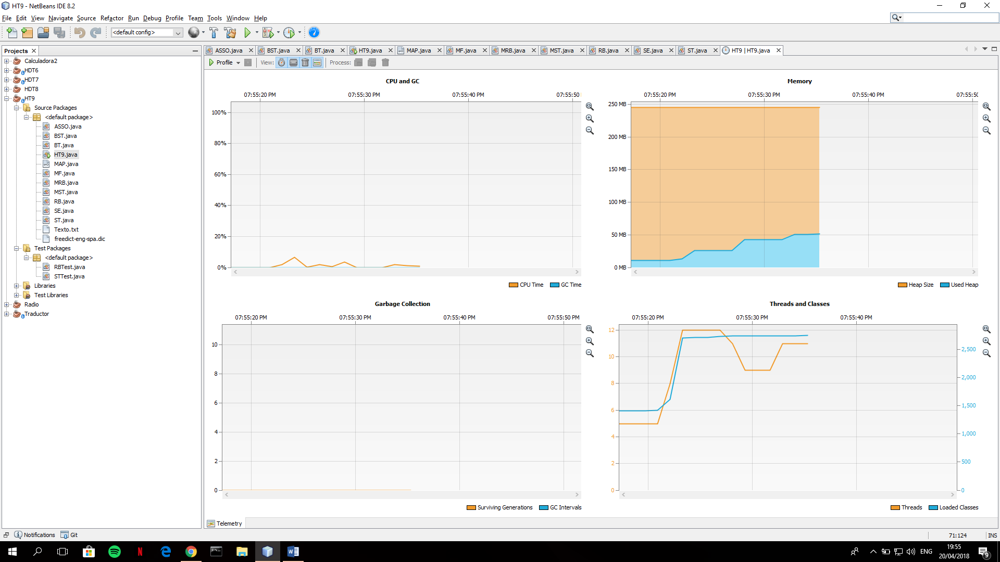 HT9 - NetBeans IDE 8.2
File Edit View Navigate Source Refactor Run Debug Profile Team Tools Window Help
<default config>
Projects
ASSO.java BST.java BT.java HT9.java MAP.java MF.java MRB.java MST.java RB.java SE.java ST.java HT9 | HT9.java
Profile View: Process:
Calculadora2
HDT6
HDT7
HDT8
HT9
Source Packages
<default package>
ASSO.java
BST.java
BT.java
HT9.java
MAP.java
MF.java
MRB.java
MST.java
RB.java
SE.java
ST.java
Texto.txt
freedict-eng-spa.dic
Test Packages
<default package>
RBTest.java
STTest.java
Libraries
Test Libraries
Radio
Traductor
CPU and GC
07:55:20 PM 07:55:30 PM 07:55:40 PM 07:55:50
100%
80%
60%
40%
20%
0%
CPU Time GC Time
Memory
07:55:20 PM 07:55:30 PM 07:55:40 PM 07:55:50
250 MB
200 MB
150 MB
100 MB
50 MB
0 MB
Heap Size Used Heap
Garbage Collection
07:55:20 PM 07:55:30 PM 07:55:40 PM 07:55:50 PM
10
8
6
4
2
0
Surviving Generations GC Intervals
Threads and Classes
07:55:20 PM 07:55:30 PM 07:55:40 PM
12
10 2,500
8 2,000
6 1,500
4 1,000
2 500
0 0
Threads Loaded Classes
Telemetry
Notifications Git
71:124 INS
ENG
19:55
20/04/2018
9